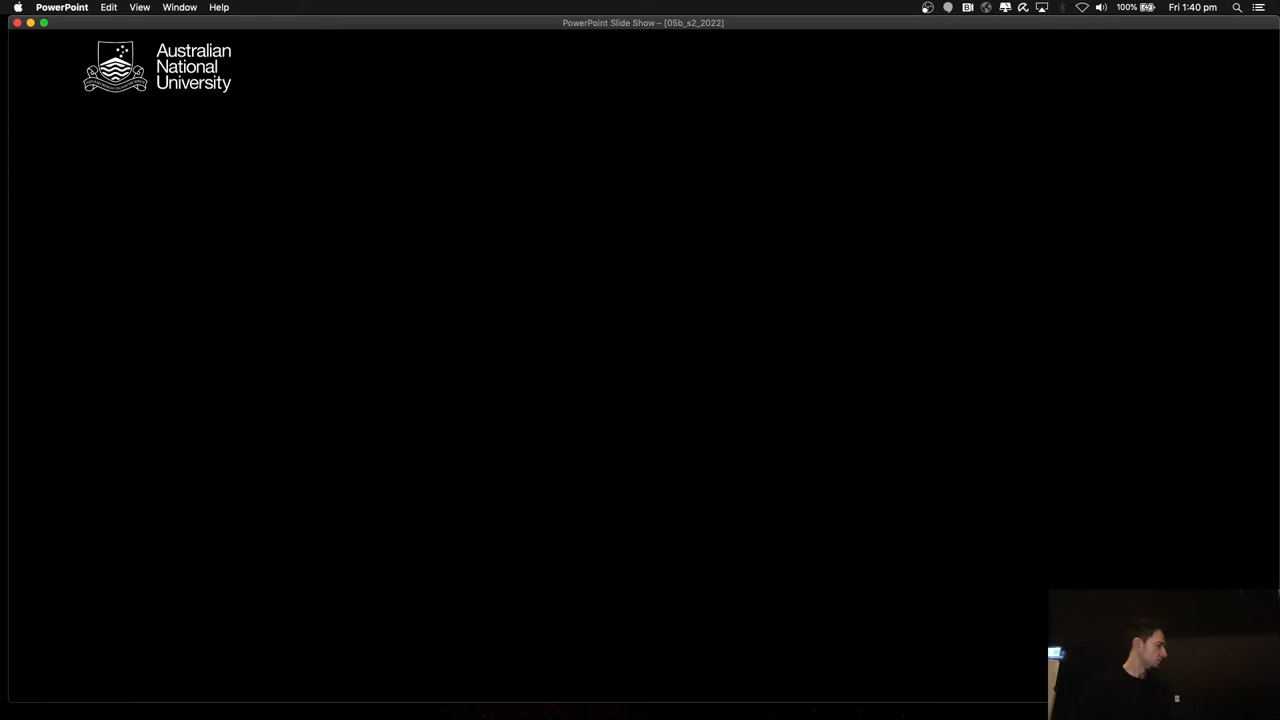 PowerPoint Edit View Window Help 100% Fri 1:40 pm
PowerPoint Slide Show – [05b_s2_2022]
Australian
National
University